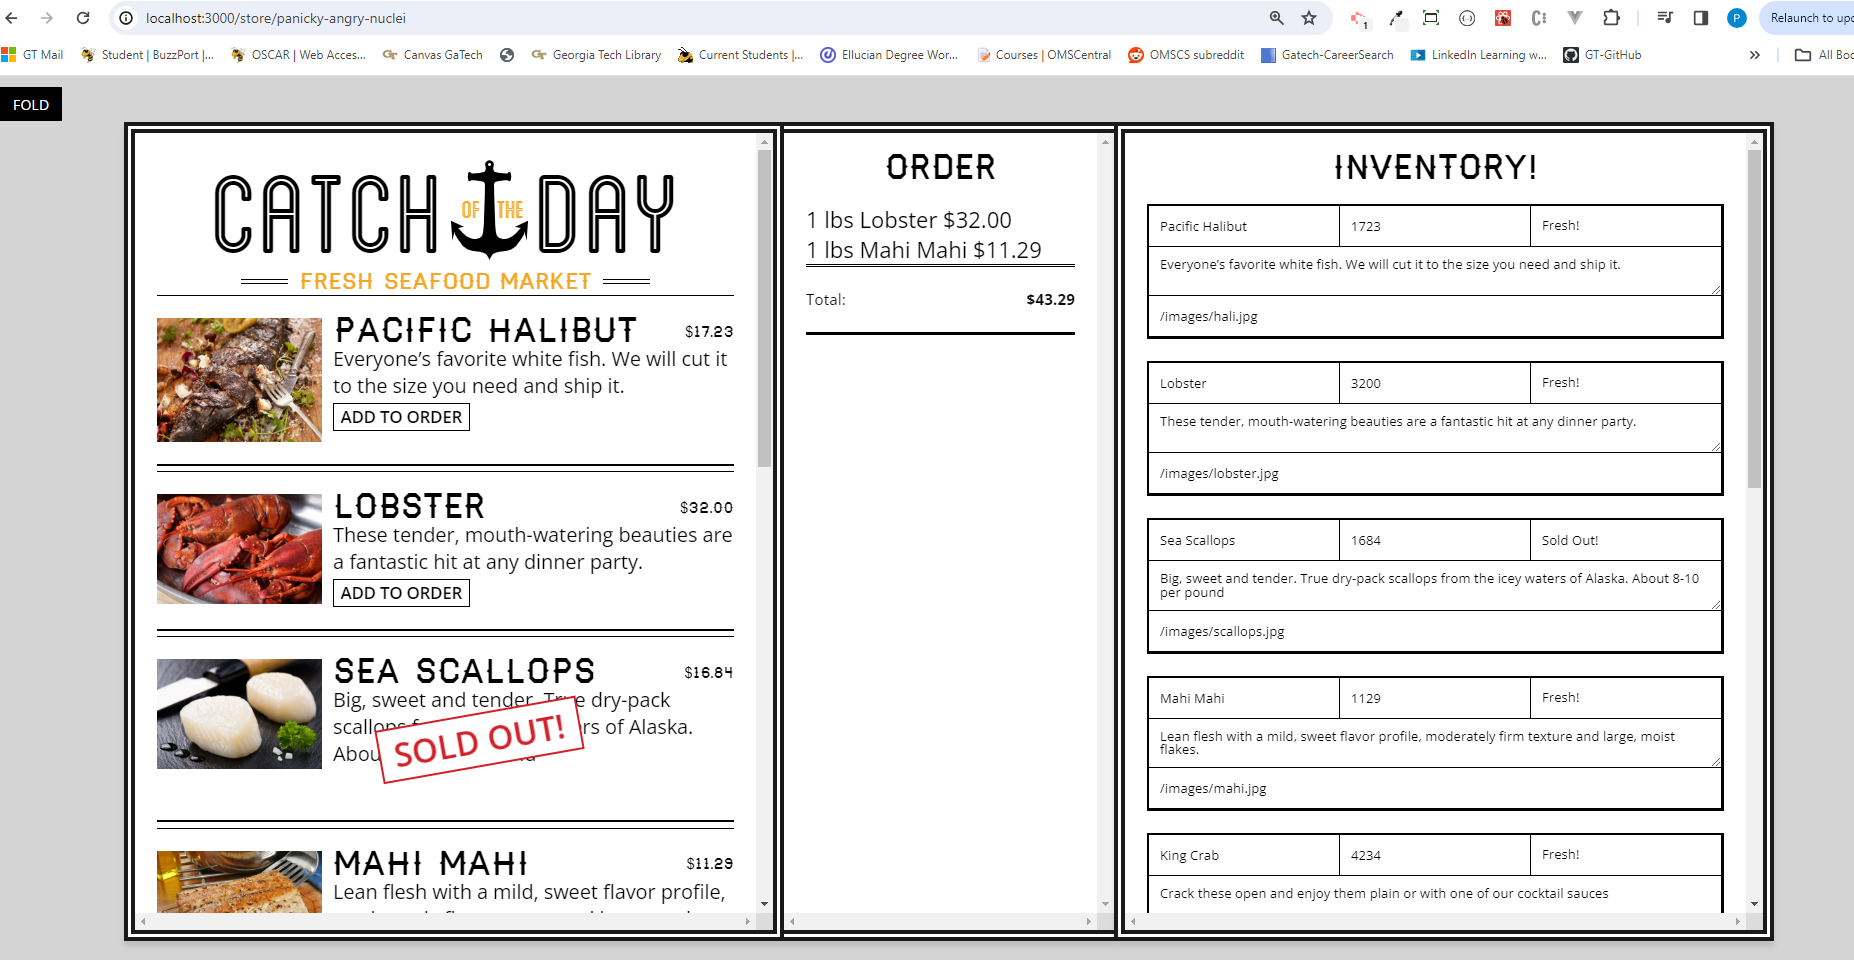 localhost:3000/store/panicky-angry-nuclei
Relaunch to upd
GT Mail
Student | BuzzPort |...
OSCAR | Web Acces...
Canvas GaTech
Georgia Tech Library
Current Students |...
Ellucian Degree Wor...
Courses | OMSCentral
OMSCS subreddit
Gatech-CareerSearch
LinkedIn Learning w...
GT-GitHub
All Boo
FOLD
CATCH OF THE DAY
FRESH SEAFOOD MARKET
PACIFIC HALIBUT $17.23
Everyone’s favorite white fish. We will cut it
to the size you need and ship it.
ADD TO ORDER
LOBSTER $32.00
These tender, mouth-watering beauties are
a fantastic hit at any dinner party.
ADD TO ORDER
SEA SCALLOPS $16.84
Big, sweet and tender. True dry-pack
scallops rs of Alaska.
Abou
SOLD OUT!
MAHI MAHI $11.29
Lean flesh with a mild, sweet flavor profile,
ORDER
1 lbs Lobster $32.00
1 lbs Mahi Mahi $11.29
Total: $43.29
INVENTORY!
Pacific Halibut 1723 Fresh!
Everyone’s favorite white fish. We will cut it to the size you need and ship it.
/images/hali.jpg
Lobster 3200 Fresh!
These tender, mouth-watering beauties are a fantastic hit at any dinner party.
/images/lobster.jpg
Sea Scallops 1684 Sold Out!
Big, sweet and tender. True dry-pack scallops from the icey waters of Alaska. About 8-10
per pound
/images/scallops.jpg
Mahi Mahi 1129 Fresh!
Lean flesh with a mild, sweet flavor profile, moderately firm texture and large, moist
flakes.
/images/mahi.jpg
King Crab 4234 Fresh!
Crack these open and enjoy them plain or with one of our cocktail sauces